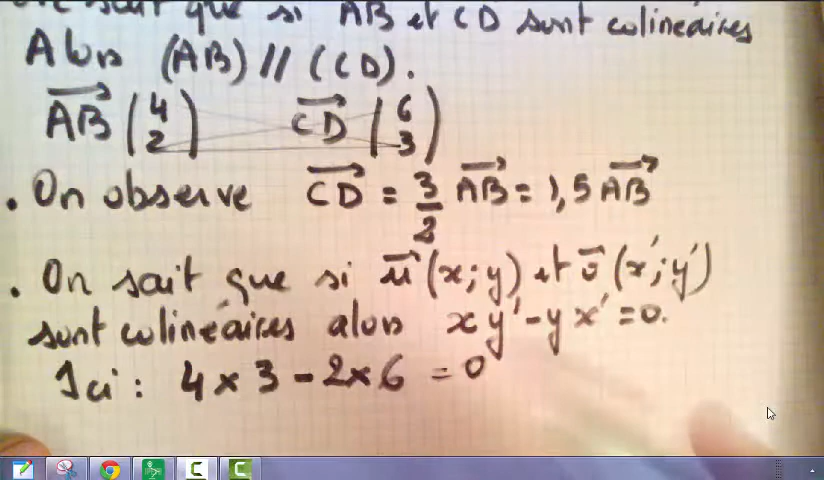 sait que si AB et CD sont colineaires
Alors (AB) // (CD).
AB (4 2) CD (6 3)
. On observe CD = 3/2 AB = 1,5 AB
. On sait que si u (x;y) et v (x';y')
sont colinéaires alors xy'-yx'=0.
Ici : 4 x 3 - 2 x 6 = 0